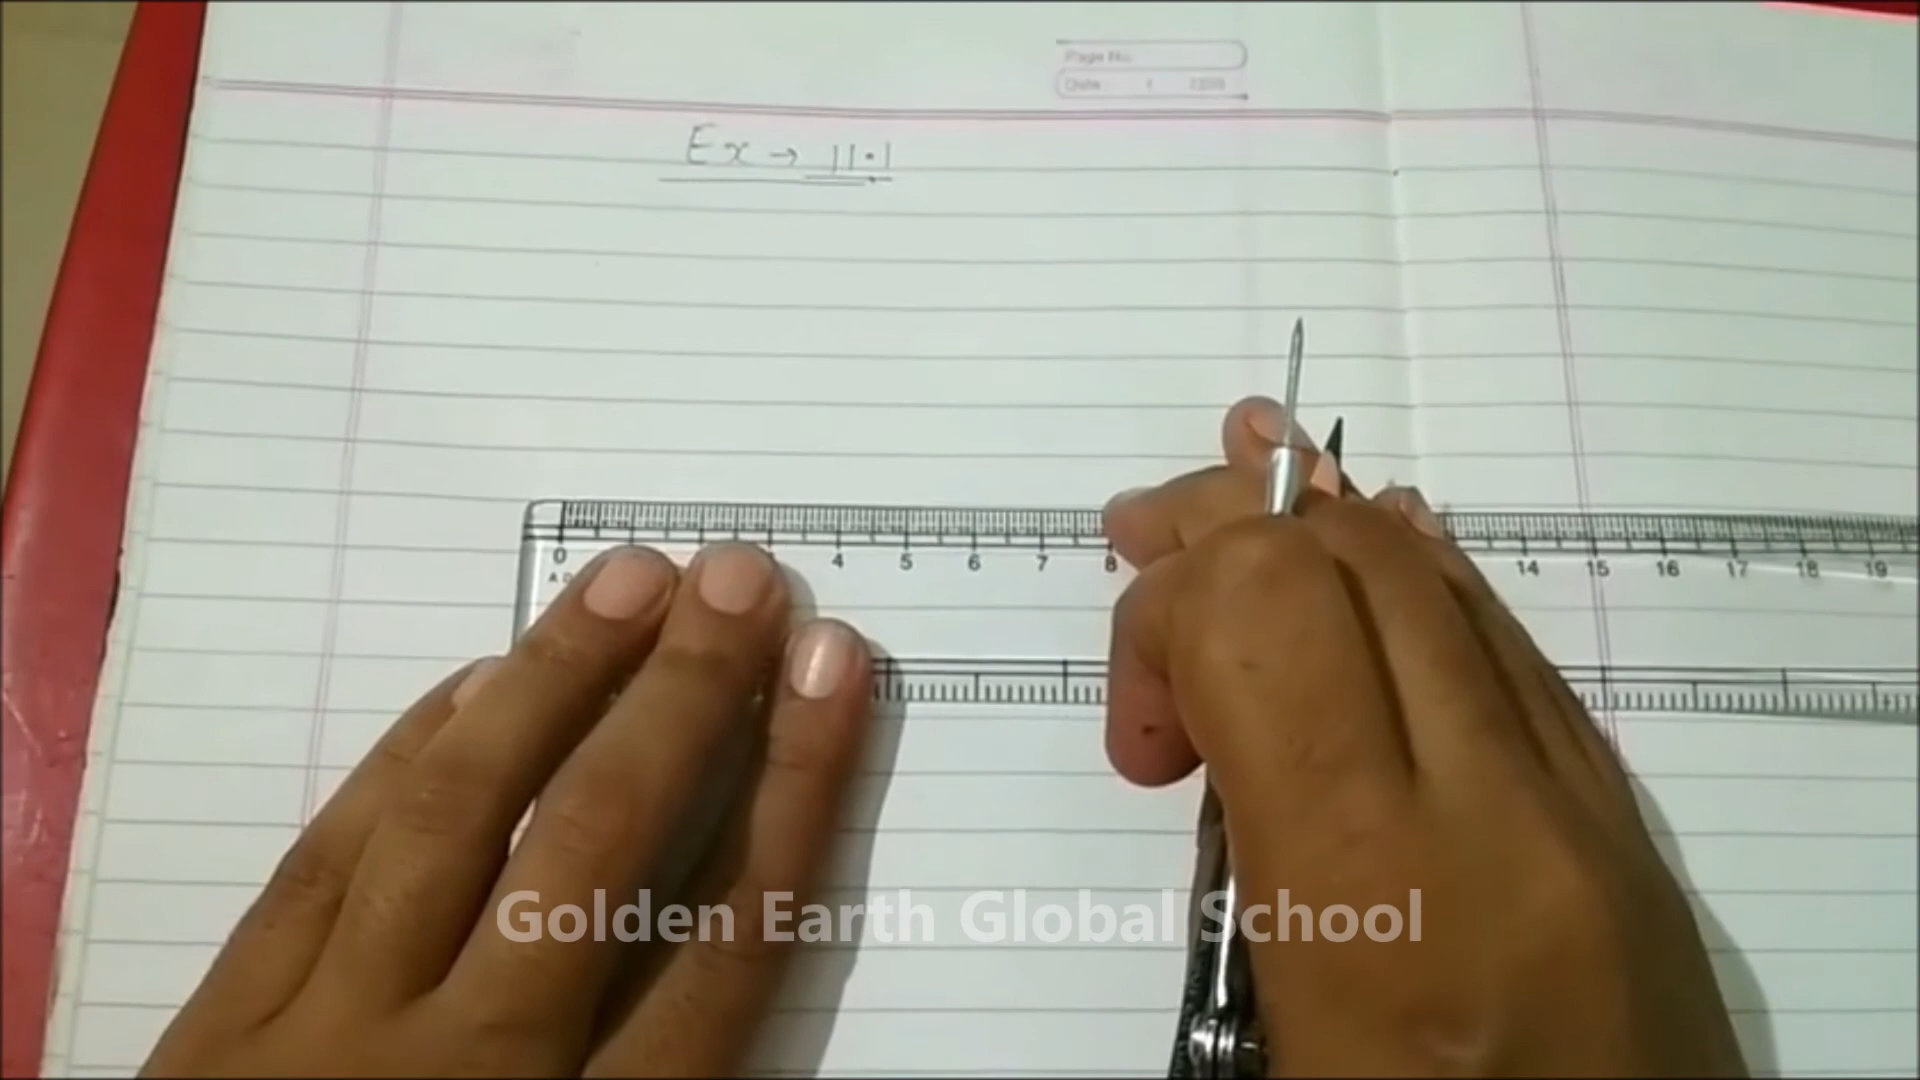 Page No.
Date
Ex → 11.1
0 4 5 6 7 8 14 15 16 17 18 19
Golden Earth Global School